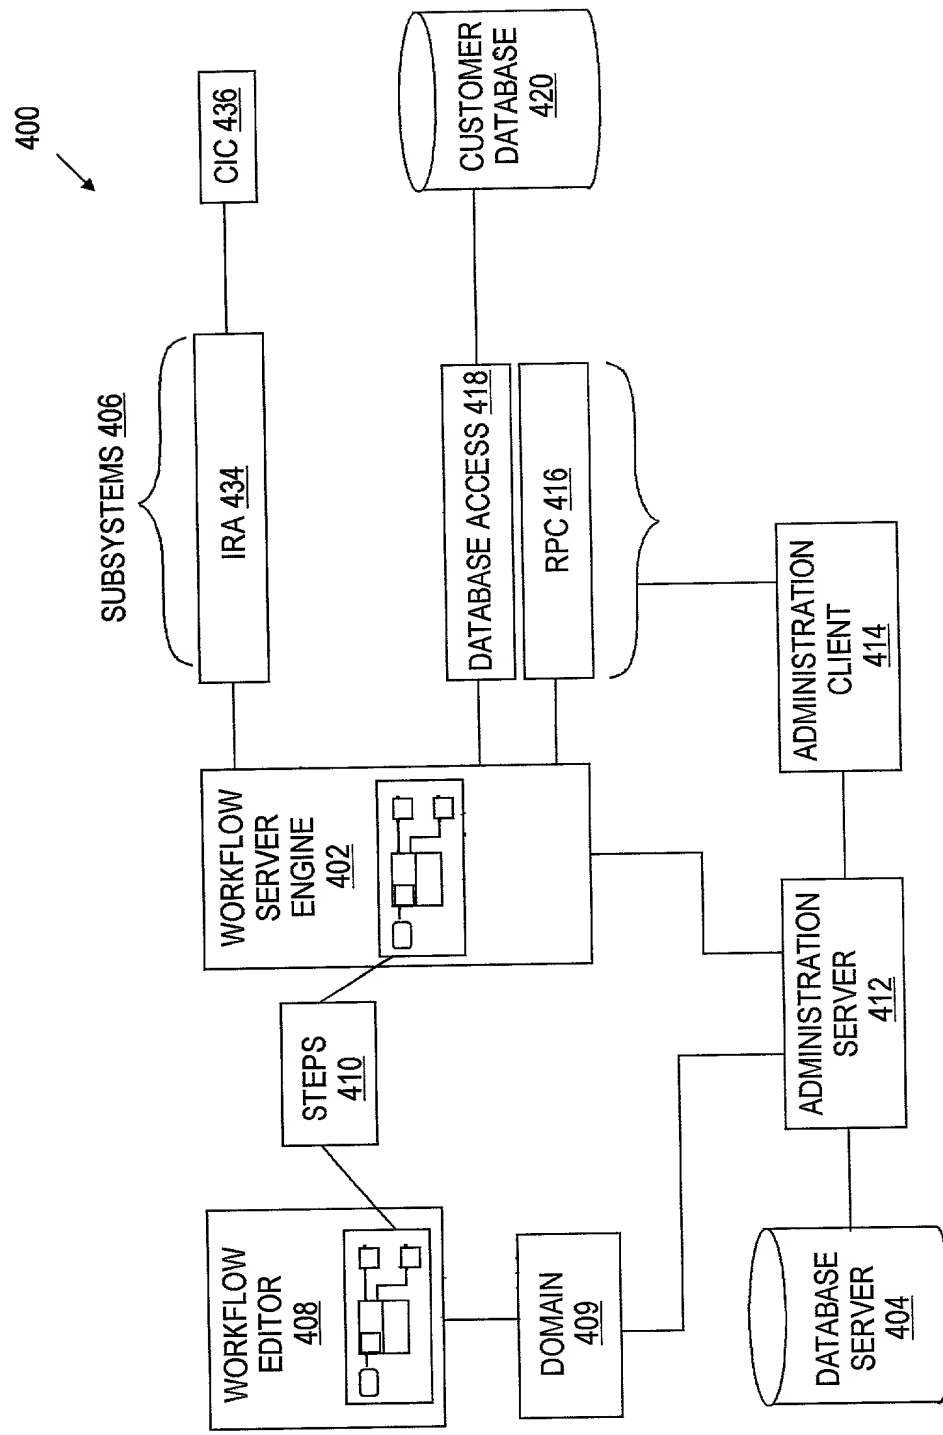 400
SUBSYSTEMS 406
IRA 434
CIC 436
WORKFLOW
EDITOR
408
STEPS
410
WORKFLOW
SERVER
ENGINE
402
DATABASE ACCESS 418
RPC 416
CUSTOMER
DATABASE
420
DOMAIN
409
DATABASE
SERVER
404
ADMINISTRATION
SERVER
412
ADMINISTRATION
CLIENT
414